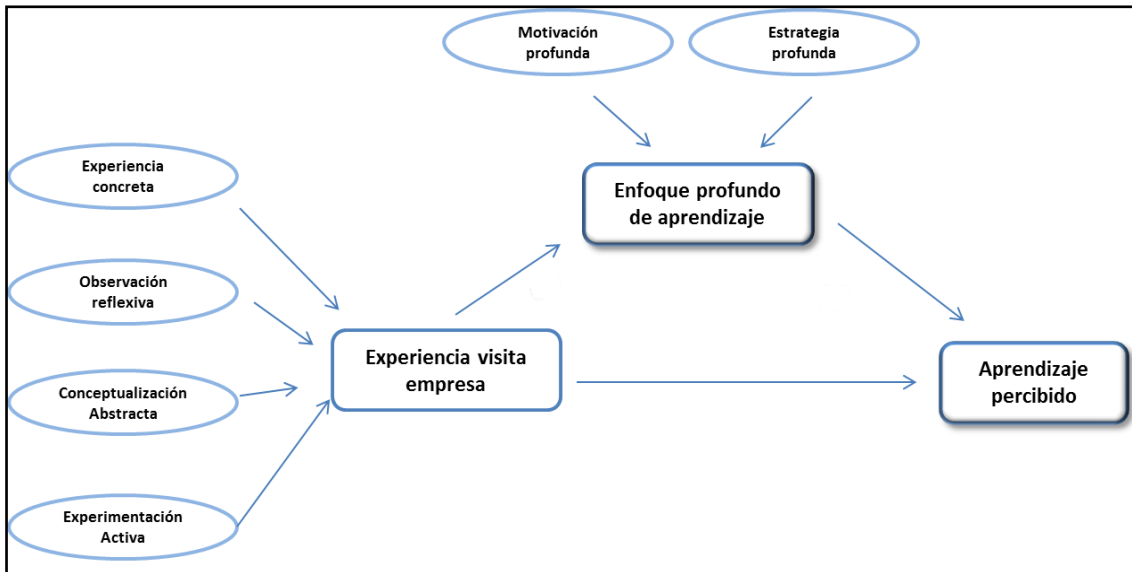 Motivación
profunda
Estrategia
profunda
Experiencia
concreta
Enfoque profundo
de aprendizaje
Observación
reflexiva
Experiencia visita
empresa
Aprendizaje
percibido
Conceptualización
Abstracta
Experimentación
Activa